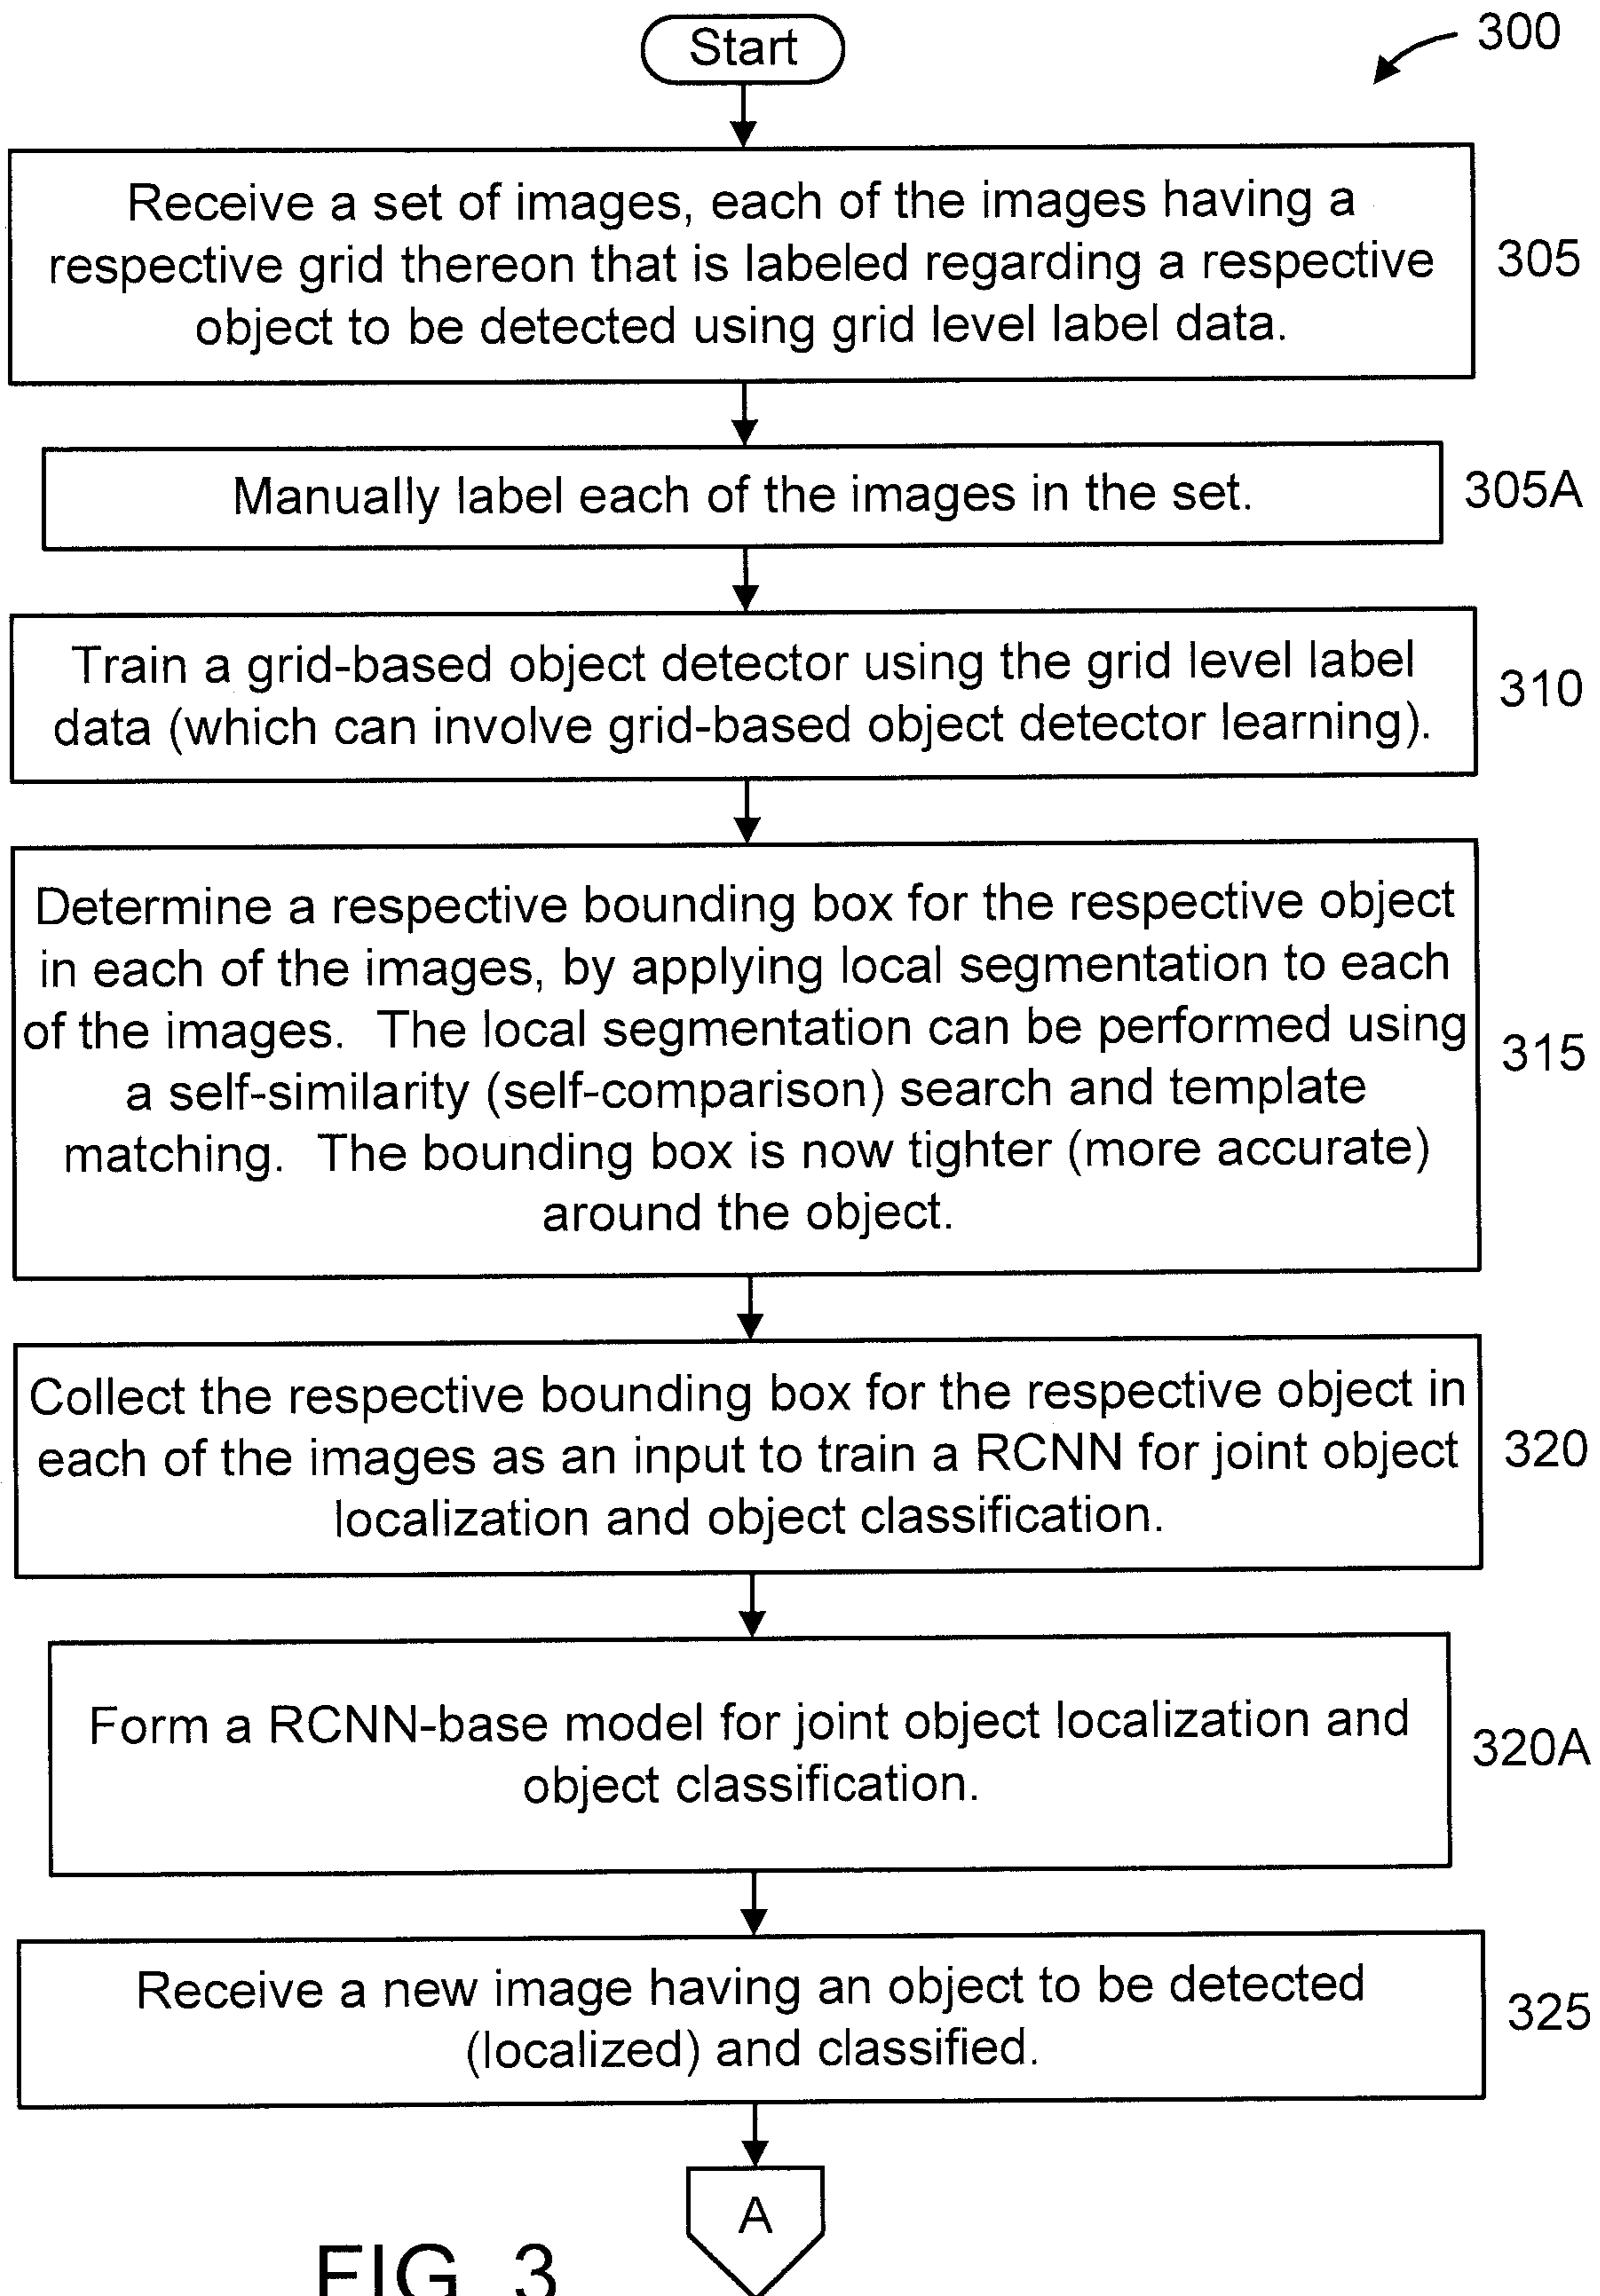 Start
300
Receive a set of images, each of the images having a
respective grid thereon that is labeled regarding a respective
object to be detected using grid level label data.
305
Manually label each of the images in the set.
305A
Train a grid-based object detector using the grid level label
data (which can involve grid-based object detector learning).
310
Determine a respective bounding box for the respective object
in each of the images, by applying local segmentation to each
of the images. The local segmentation can be performed using
a self-similarity (self-comparison) search and template
matching. The bounding box is now tighter (more accurate)
around the object.
315
Collect the respective bounding box for the respective object in
each of the images as an input to train a RCNN for joint object
localization and object classification.
320
Form a RCNN-base model for joint object localization and
object classification.
320A
Receive a new image having an object to be detected
(localized) and classified.
325
A
FIG. 3